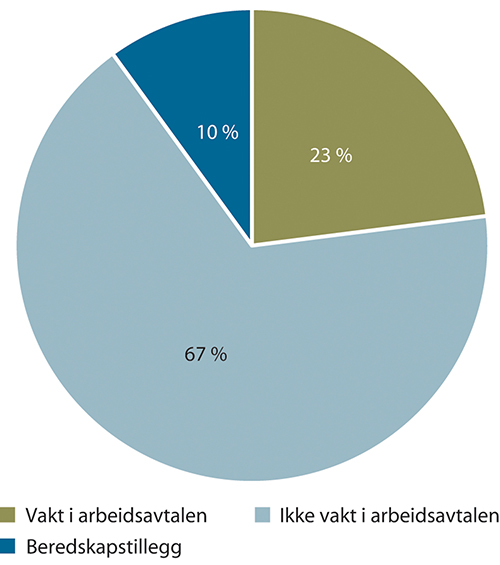 10 %
23 %
67 %
Vakt i arbeidsavtalen
Ikke vakt i arbeidsavtalen
Beredskapstillegg